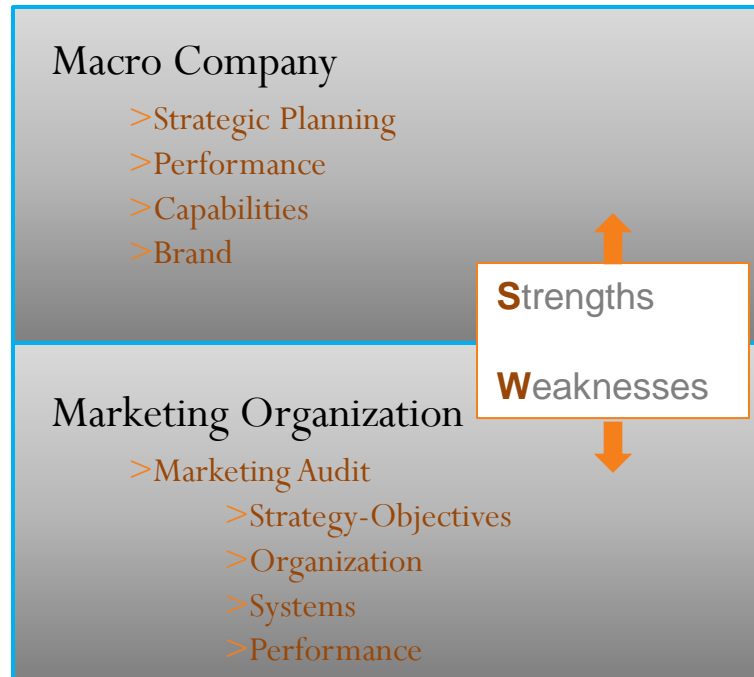 Macro Company
>Strategic Planning
>Performance
>Capabilities
>Brand
Strengths
Weaknesses
Marketing Organization
>Marketing Audit
>Strategy-Objectives
>Organization
>Systems
>Performance